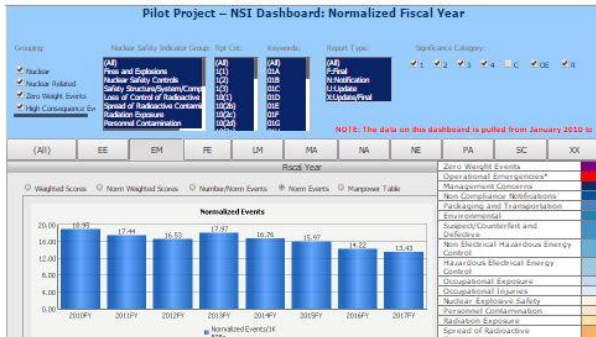 Pilot Project – NSI Dashboard: Normalized Fiscal Year
Grouping:
Nuclear Safety Indicator Group:
Rpt Crit:
Keywords:
Report Type:
Significance Category:
Nuclear
Nuclear Related
Zero Weight Events
High Consequence Ev
(All)
Fires and Explosions
Nuclear Safety Controls
Safety Structure/System/Comp
Loss of Control of Radioactive
Spread of Radioactive Contami
Radiation Exposure
Personnel Contamination
(All)
1(1)
1(2)
1(3)
10(1)
10(2b)
10(2c)
10(2d)
(All)
01A
01B
01C
01D
01E
01F
01G
(All)
F:Final
N:Notification
U:Update
X:Update/Final
1 2 3 4 C OE R
NOTE: The data on this dashboard is pulled from January 2010 to
(All) EE EM FE LM MA NA NE PA SC XX
Fiscal Year
Weighted Scores Norm Weighted Scores Number/Norm Events Norm Events Manpower Table
Normalized Events
20.00
16.00
12.00
8.00
4.00
0.00
18.95 17.44 16.53 17.97 16.76 15.97 14.22 13.43
2010FY 2011FY 2012FY 2013FY 2014FY 2015FY 2016FY 2017FY
Normalized Events(1K
Zero Weight Events
Operational Emergencies*
Management Concerns
Non Compliance Notifications
Packaging and Transportation
Environmental
Suspect/Counterfeit and
Defective
Non Electrical Hazardous Energy
Control
Hazardous Electrical Energy
Control
Occupational Exposure
Occupational Injuries
Nuclear Explosive Safety
Personnel Contamination
Radiation Exposure
Spread of Radioactive